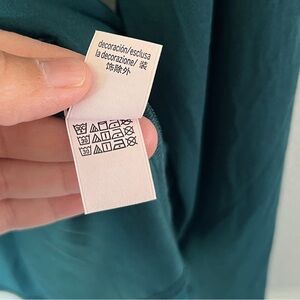 decoración/esclusa
la decorazione/ 装
饰除外